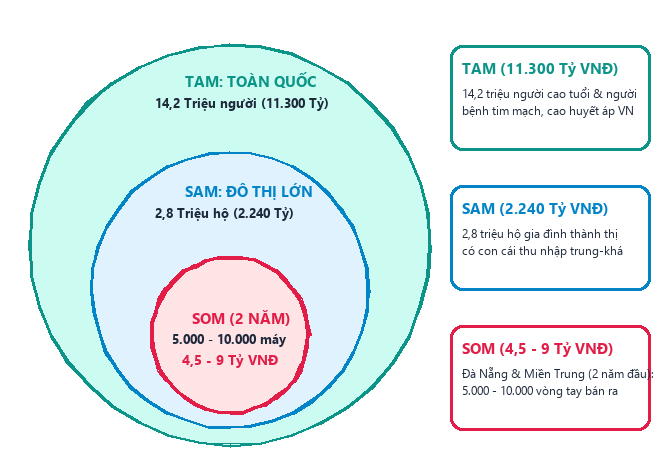 TAM: TOÀN QUỐC
14,2 Triệu người (11.300 Tỷ)
SAM: ĐÔ THỊ LỚN
2,8 Triệu hộ (2.240 Tỷ)
SOM (2 NĂM)
5.000 - 10.000 máy
4,5 - 9 Tỷ VNĐ
TAM (11.300 Tỷ VNĐ)
14,2 triệu người cao tuổi & người
bệnh tim mạch, cao huyết áp VN
SAM (2.240 Tỷ VNĐ)
2,8 triệu hộ gia đình thành thị
có con cái thu nhập trung-khá
SOM (4,5 - 9 Tỷ VNĐ)
Đà Nẵng & Miền Trung (2 năm đầu):
5.000 - 10.000 vòng tay bán ra